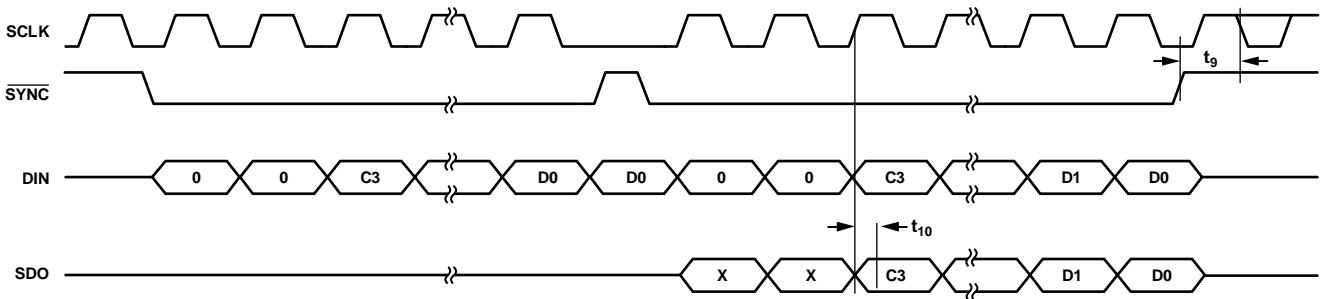 SCLK
t9
SYNC
DIN 0 0 C3 D0 D0 0 0 C3 D1 D0
t10
SDO X X C3 D1 D0